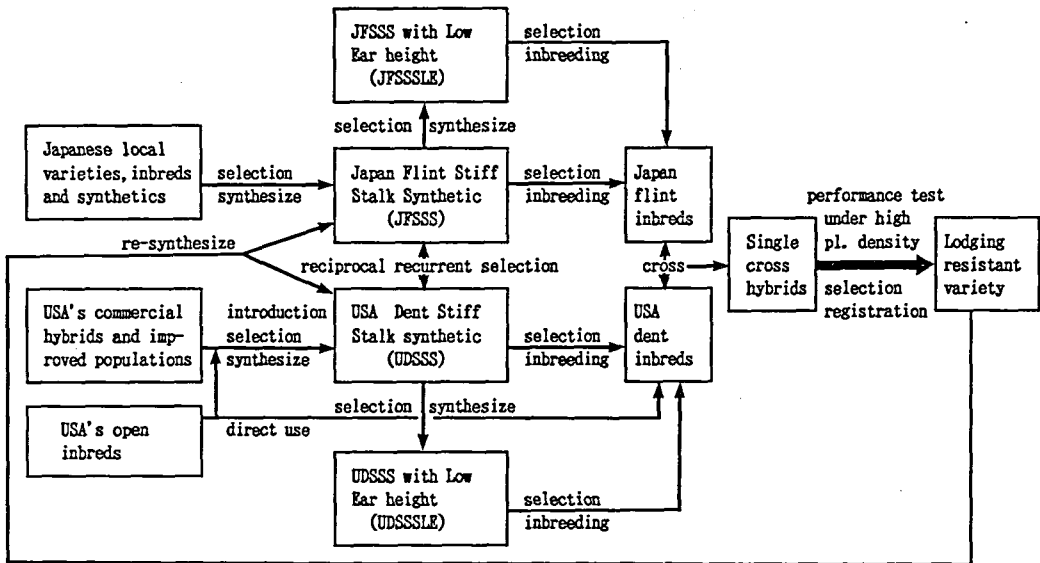 JFSSS with Low
Ear height
(JFSSSLE)
selection
inbreeding
selection synthesize
Japanese local
varieties, inbreds
and synthetics
selection
synthesize
Japan Flint Stiff
Stalk Synthetic
(JFSSS)
selection
inbreeding
Japan
flint
inbreds
re-synthesize
reciprocal recurrent selection
cross
Single
cross
hybrids
performance test
under high
pl. density
selection
registration
Lodging
resistant
variety
USA's commercial
hybrids and imp-
roved populations
introduction
selection
synthesize
USA Dent Stiff
Stalk synthetic
(UDSSS)
selection
inbreeding
USA
dent
inbreds
USA's open
inbreds
direct use
selection synthesize
UDSSS with Low
Ear height
(UDSSSLE)
selection
inbreeding